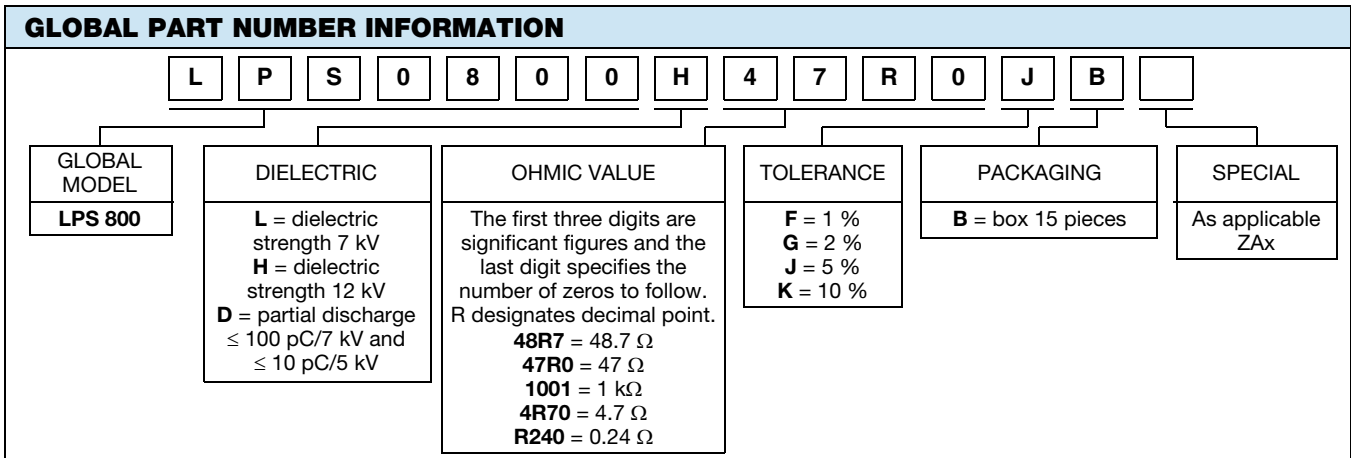 GLOBAL PART NUMBER INFORMATION
L P S 0 8 0 0 H 4 7 R 0 J B
GLOBAL
MODEL
LPS 800
DIELECTRIC
L = dielectric
strength 7 kV
H = dielectric
strength 12 kV
D = partial discharge
≤ 100 pC/7 kV and
≤ 10 pC/5 kV
OHMIC VALUE
The first three digits are
significant figures and the
last digit specifies the
number of zeros to follow.
R designates decimal point.
48R7 = 48.7 Ω
47R0 = 47 Ω
1001 = 1 kΩ
4R70 = 4.7 Ω
R240 = 0.24 Ω
TOLERANCE
F = 1 %
G = 2 %
J = 5 %
K = 10 %
PACKAGING
B = box 15 pieces
SPECIAL
As applicable
ZAx